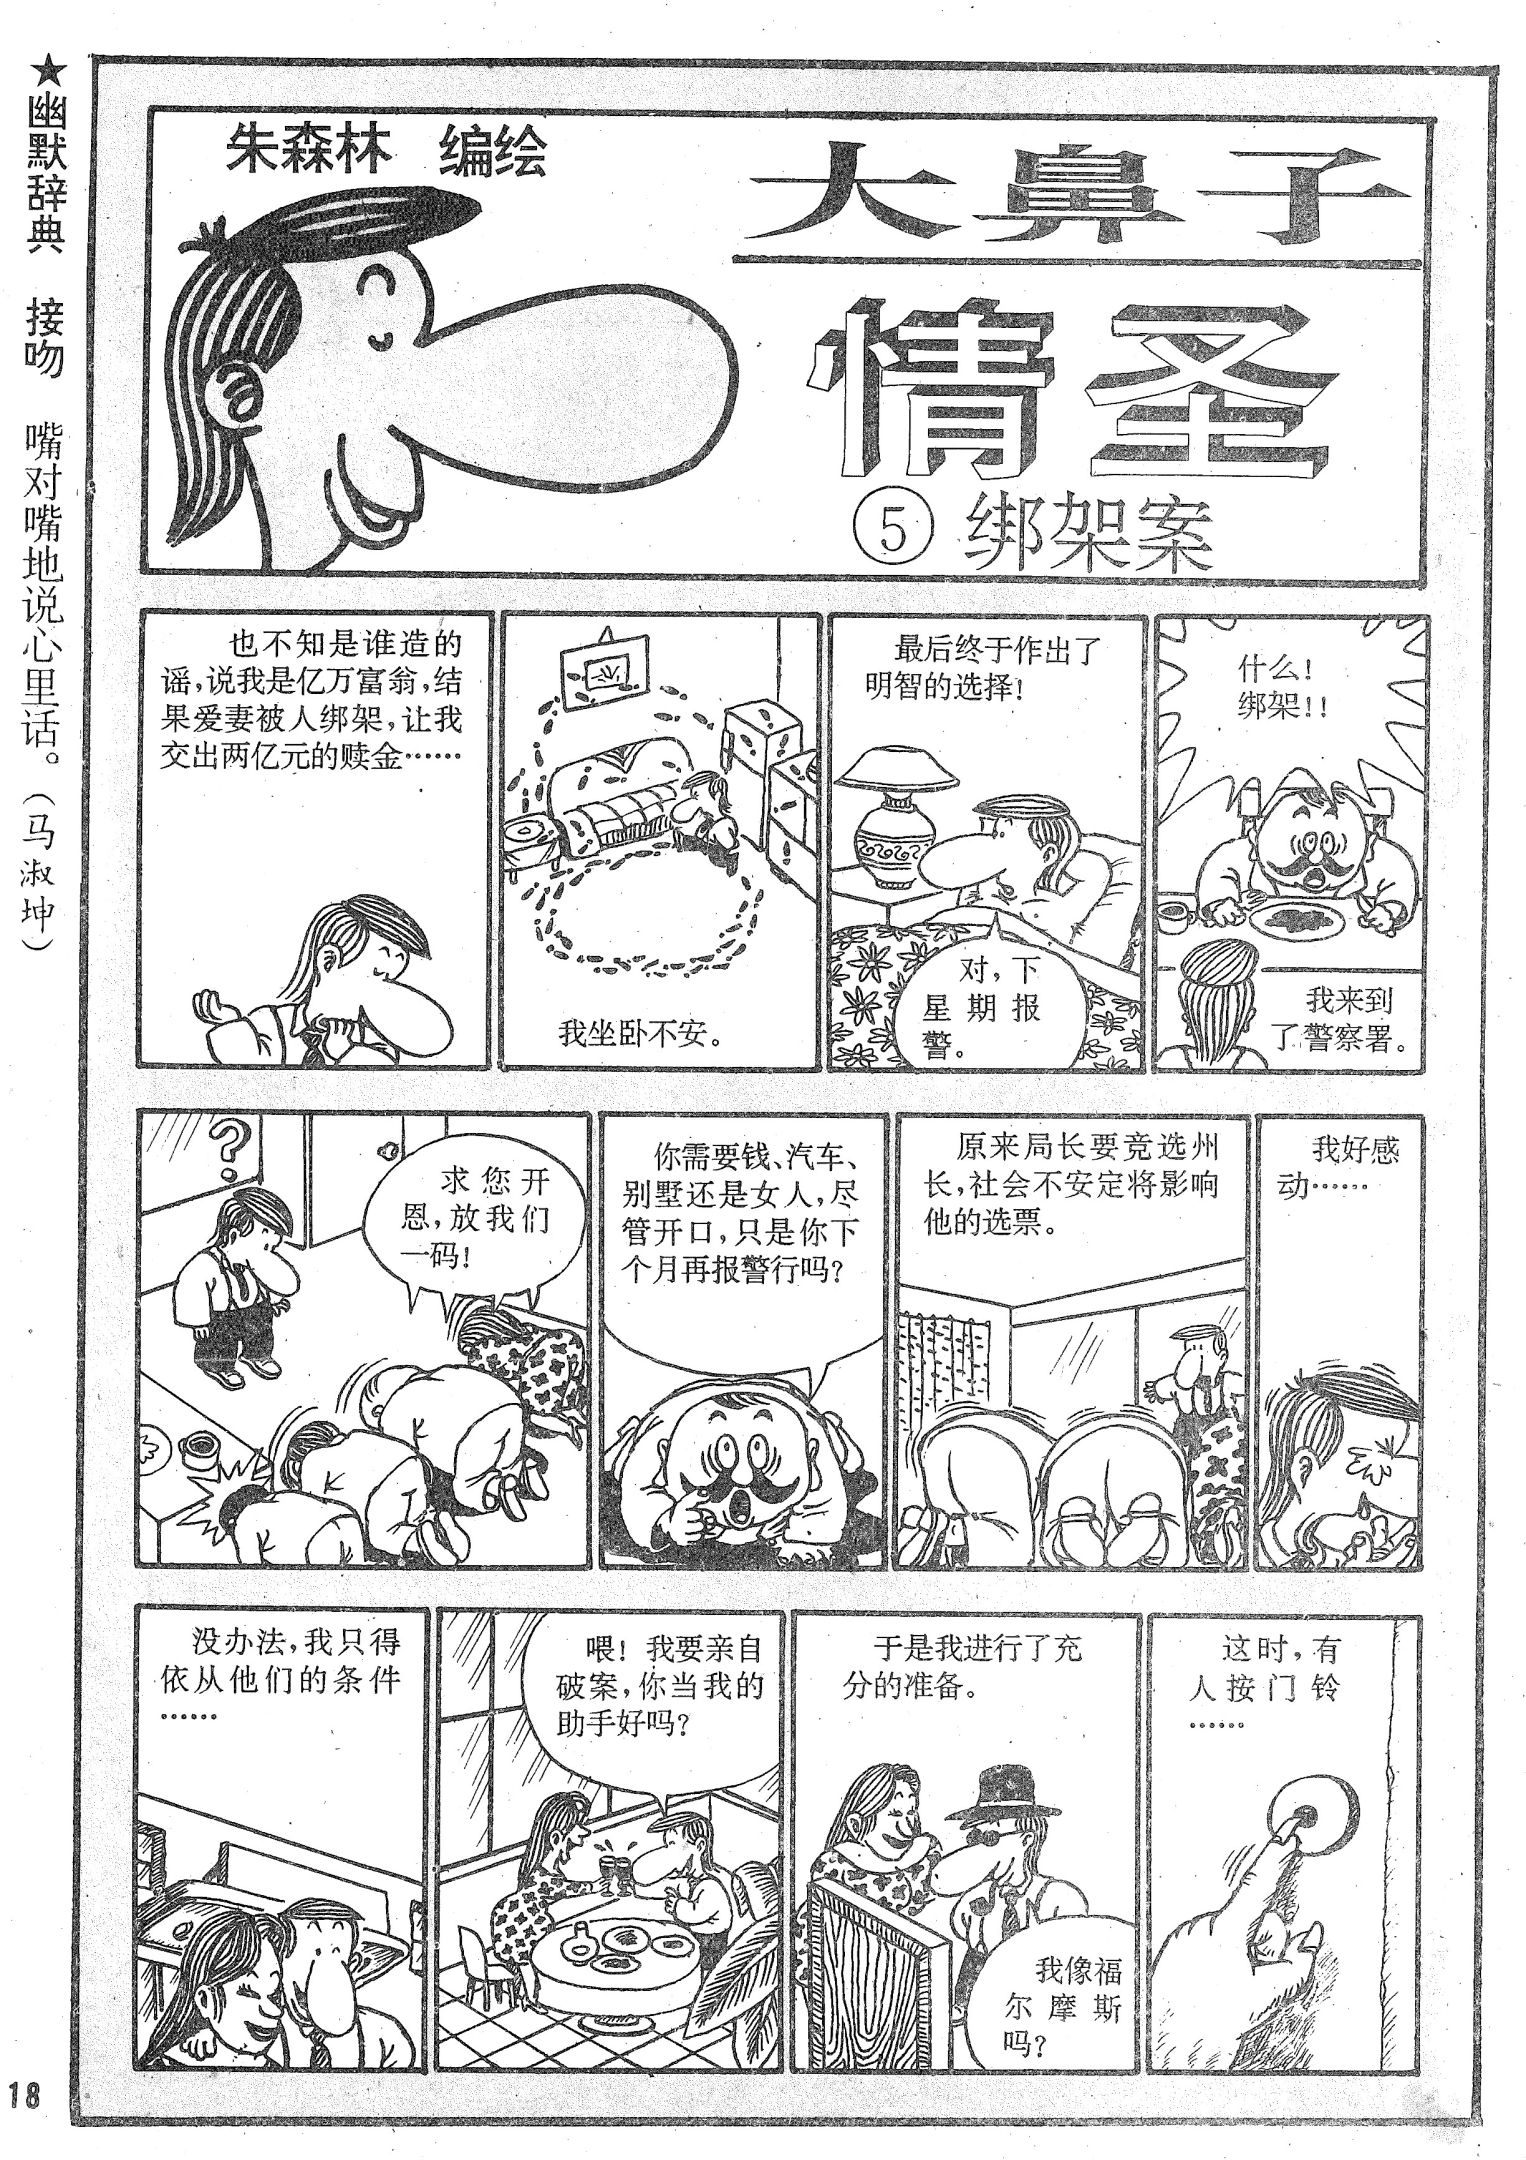 ★幽默辞典 接吻 嘴对嘴地说心里话。(马淑坤)
朱森林 编绘
大鼻子
情圣
⑤绑架案
也不知是谁造的
谣,说我是亿万富翁,结
果爱妻被人绑架,让我
交出两亿元的赎金……
我坐卧不安。
最后终于作出了
明智的选择!
对,下
星期报
警。
什么!
绑架!!
我来到
了警察署。
?
求您开
恩,放我们
一码!
你需要钱、汽车、
别墅还是女人,尽
管开口,只是你下
个月再报警行吗?
原来局长要竞选州
长,社会不安定将影响
他的选票。
我好感
动……
没办法,我只得
依从他们的条件
……
喂!我要亲自
破案,你当我的
助手好吗?
于是我进行了充
分的准备。
我像福
尔摩斯
吗?
这时,有
人按门铃
……
18